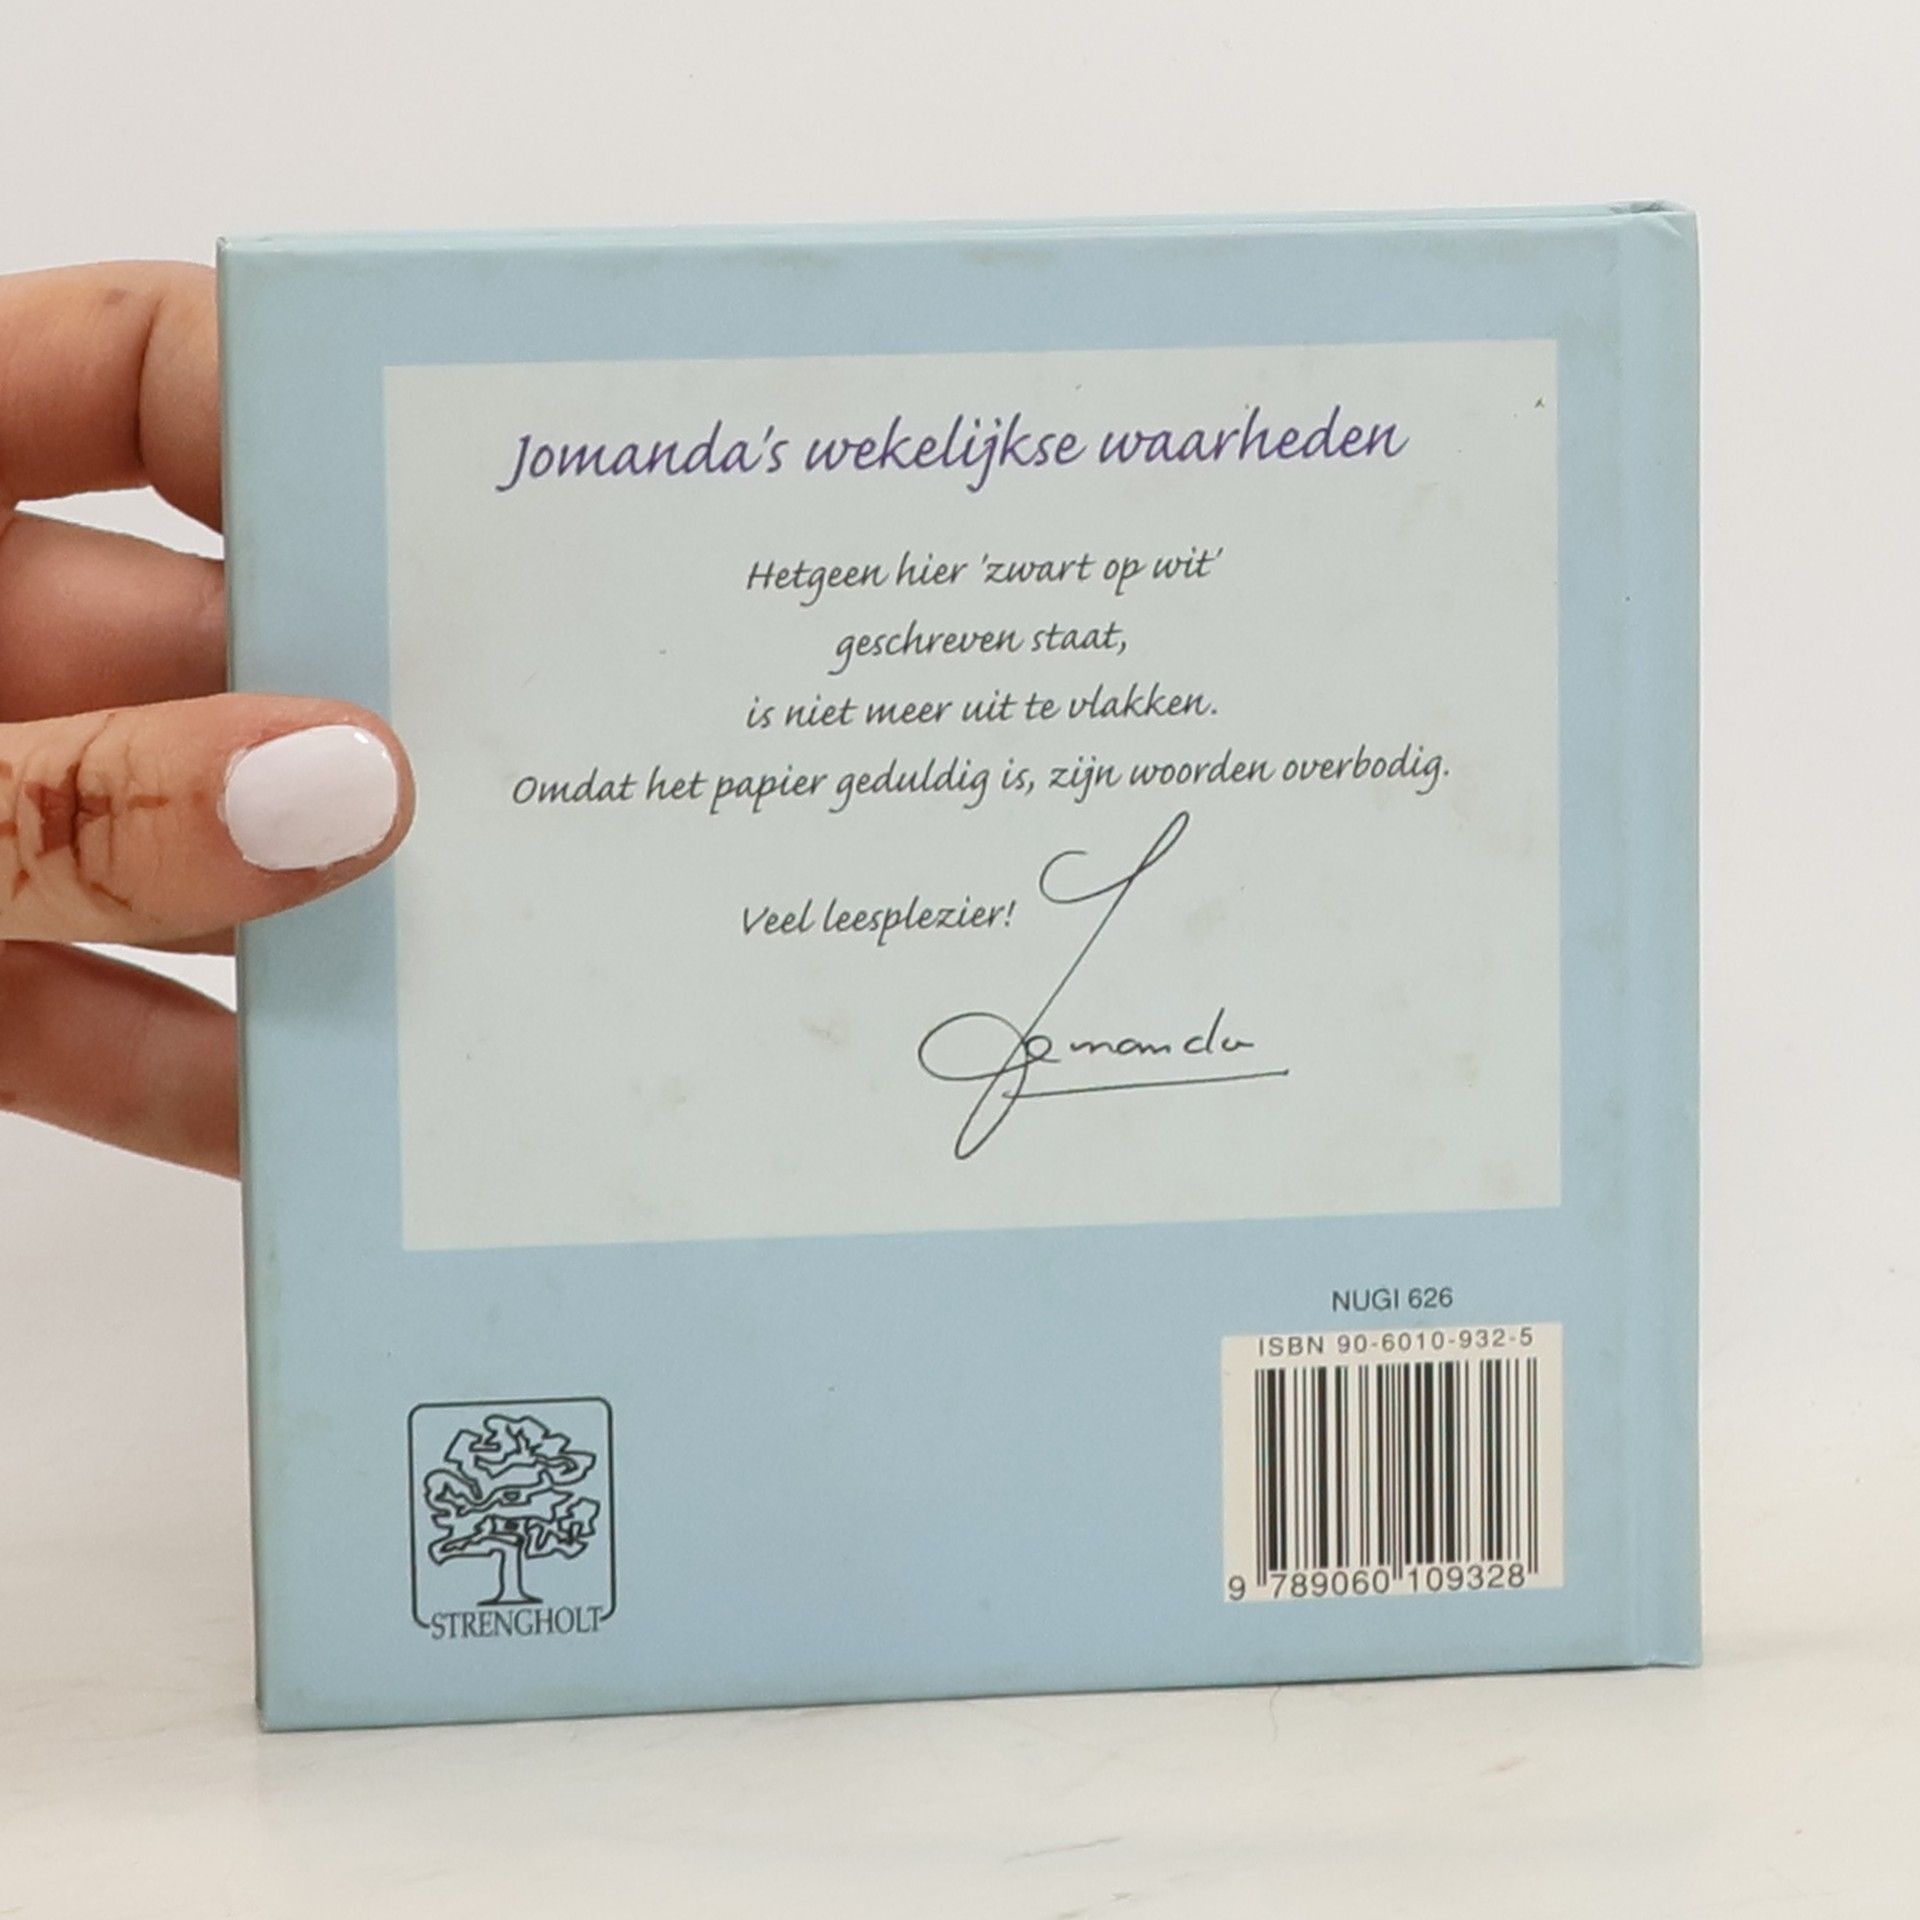 Jomanda's wekelijkse waarheden
Hetgeen hier 'zwart op wit'
geschreven staat,
is niet meer uit te vlakken.
Omdat het papier geduldig is, zijn woorden overbodig.
Veel leesplezier!
Jomanda
NUGI 626
ISBN 90-6010-932-5
9 789060 109328
STRENGHOLT